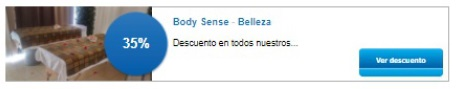 Body Sense - Belleza
35%
Descuento en todos nuestros...
Ver descuento